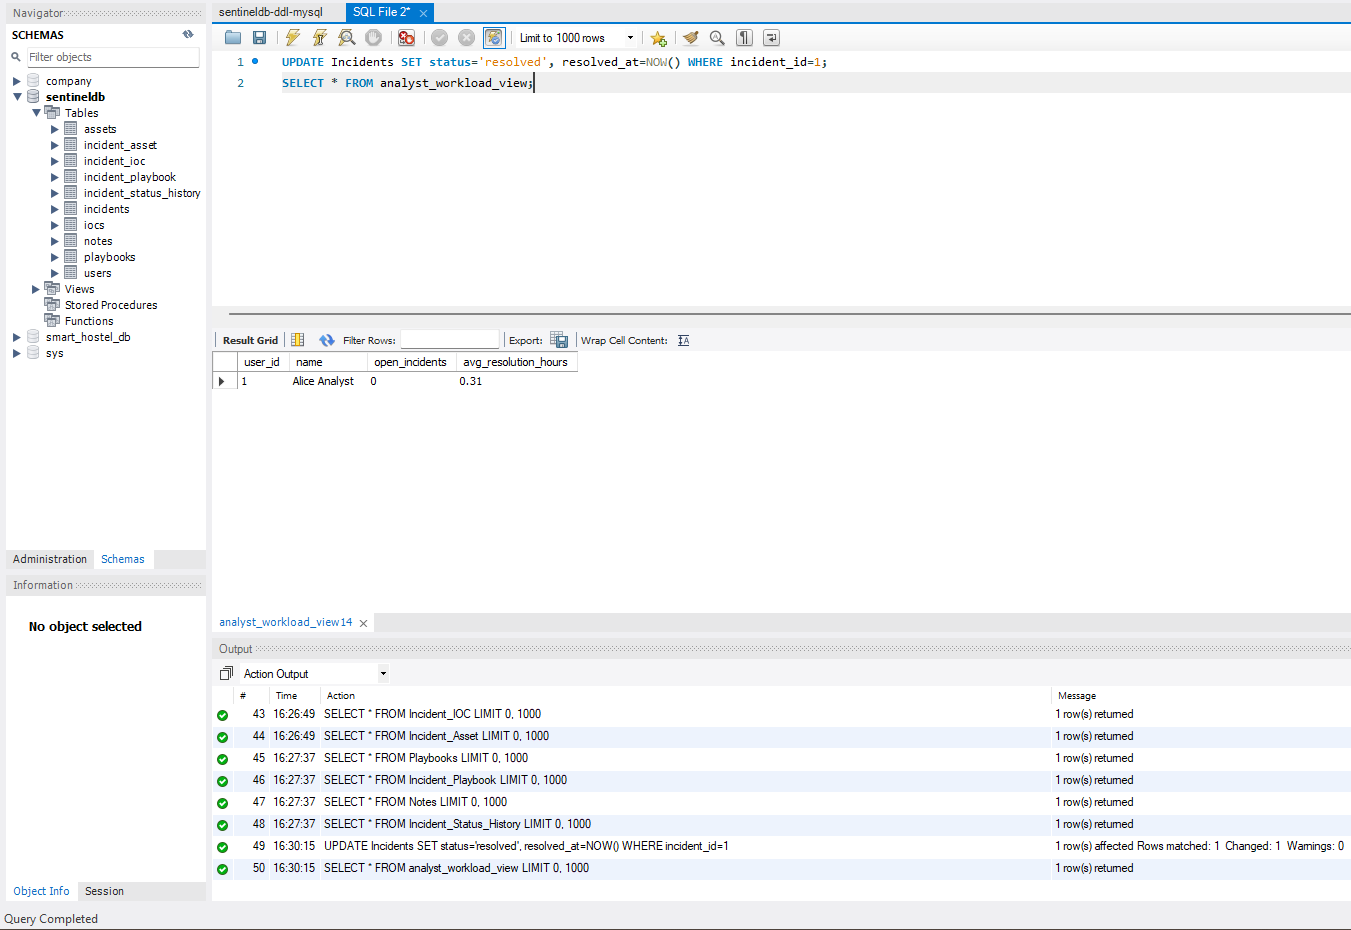 Navigator
SCHEMAS
Filter objects
company
sentineldb
Tables
assets
incident_asset
incident_ioc
incident_playbook
incident_status_history
incidents
iocs
notes
playbooks
users
Views
Stored Procedures
Functions
smart_hostel_db
sys
Administration Schemas
Information
No object selected
Object Info Session
Query Completed
sentineldb-ddl-mysql SQL File 2*
Limit to 1000 rows
1 UPDATE Incidents SET status='resolved', resolved_at=NOW() WHERE incident_id=1;
2 SELECT * FROM analyst_workload_view;
Result Grid Filter Rows: Export: Wrap Cell Content:
user_id name open_incidents avg_resolution_hours
1 Alice Analyst 0 0.31
analyst_workload_view14
Output
Action Output
# Time Action Message
43 16:26:49 SELECT * FROM Incident_IOC LIMIT 0, 1000 1 row(s) returned
44 16:26:49 SELECT * FROM Incident_Asset LIMIT 0, 1000 1 row(s) returned
45 16:27:37 SELECT * FROM Playbooks LIMIT 0, 1000 1 row(s) returned
46 16:27:37 SELECT * FROM Incident_Playbook LIMIT 0, 1000 1 row(s) returned
47 16:27:37 SELECT * FROM Notes LIMIT 0, 1000 1 row(s) returned
48 16:27:37 SELECT * FROM Incident_Status_History LIMIT 0, 1000 1 row(s) returned
49 16:30:15 UPDATE Incidents SET status='resolved', resolved_at=NOW() WHERE incident_id=1 1 row(s) affected Rows matched: 1 Changed: 1 Warnings: 0
50 16:30:15 SELECT * FROM analyst_workload_view LIMIT 0, 1000 1 row(s) returned